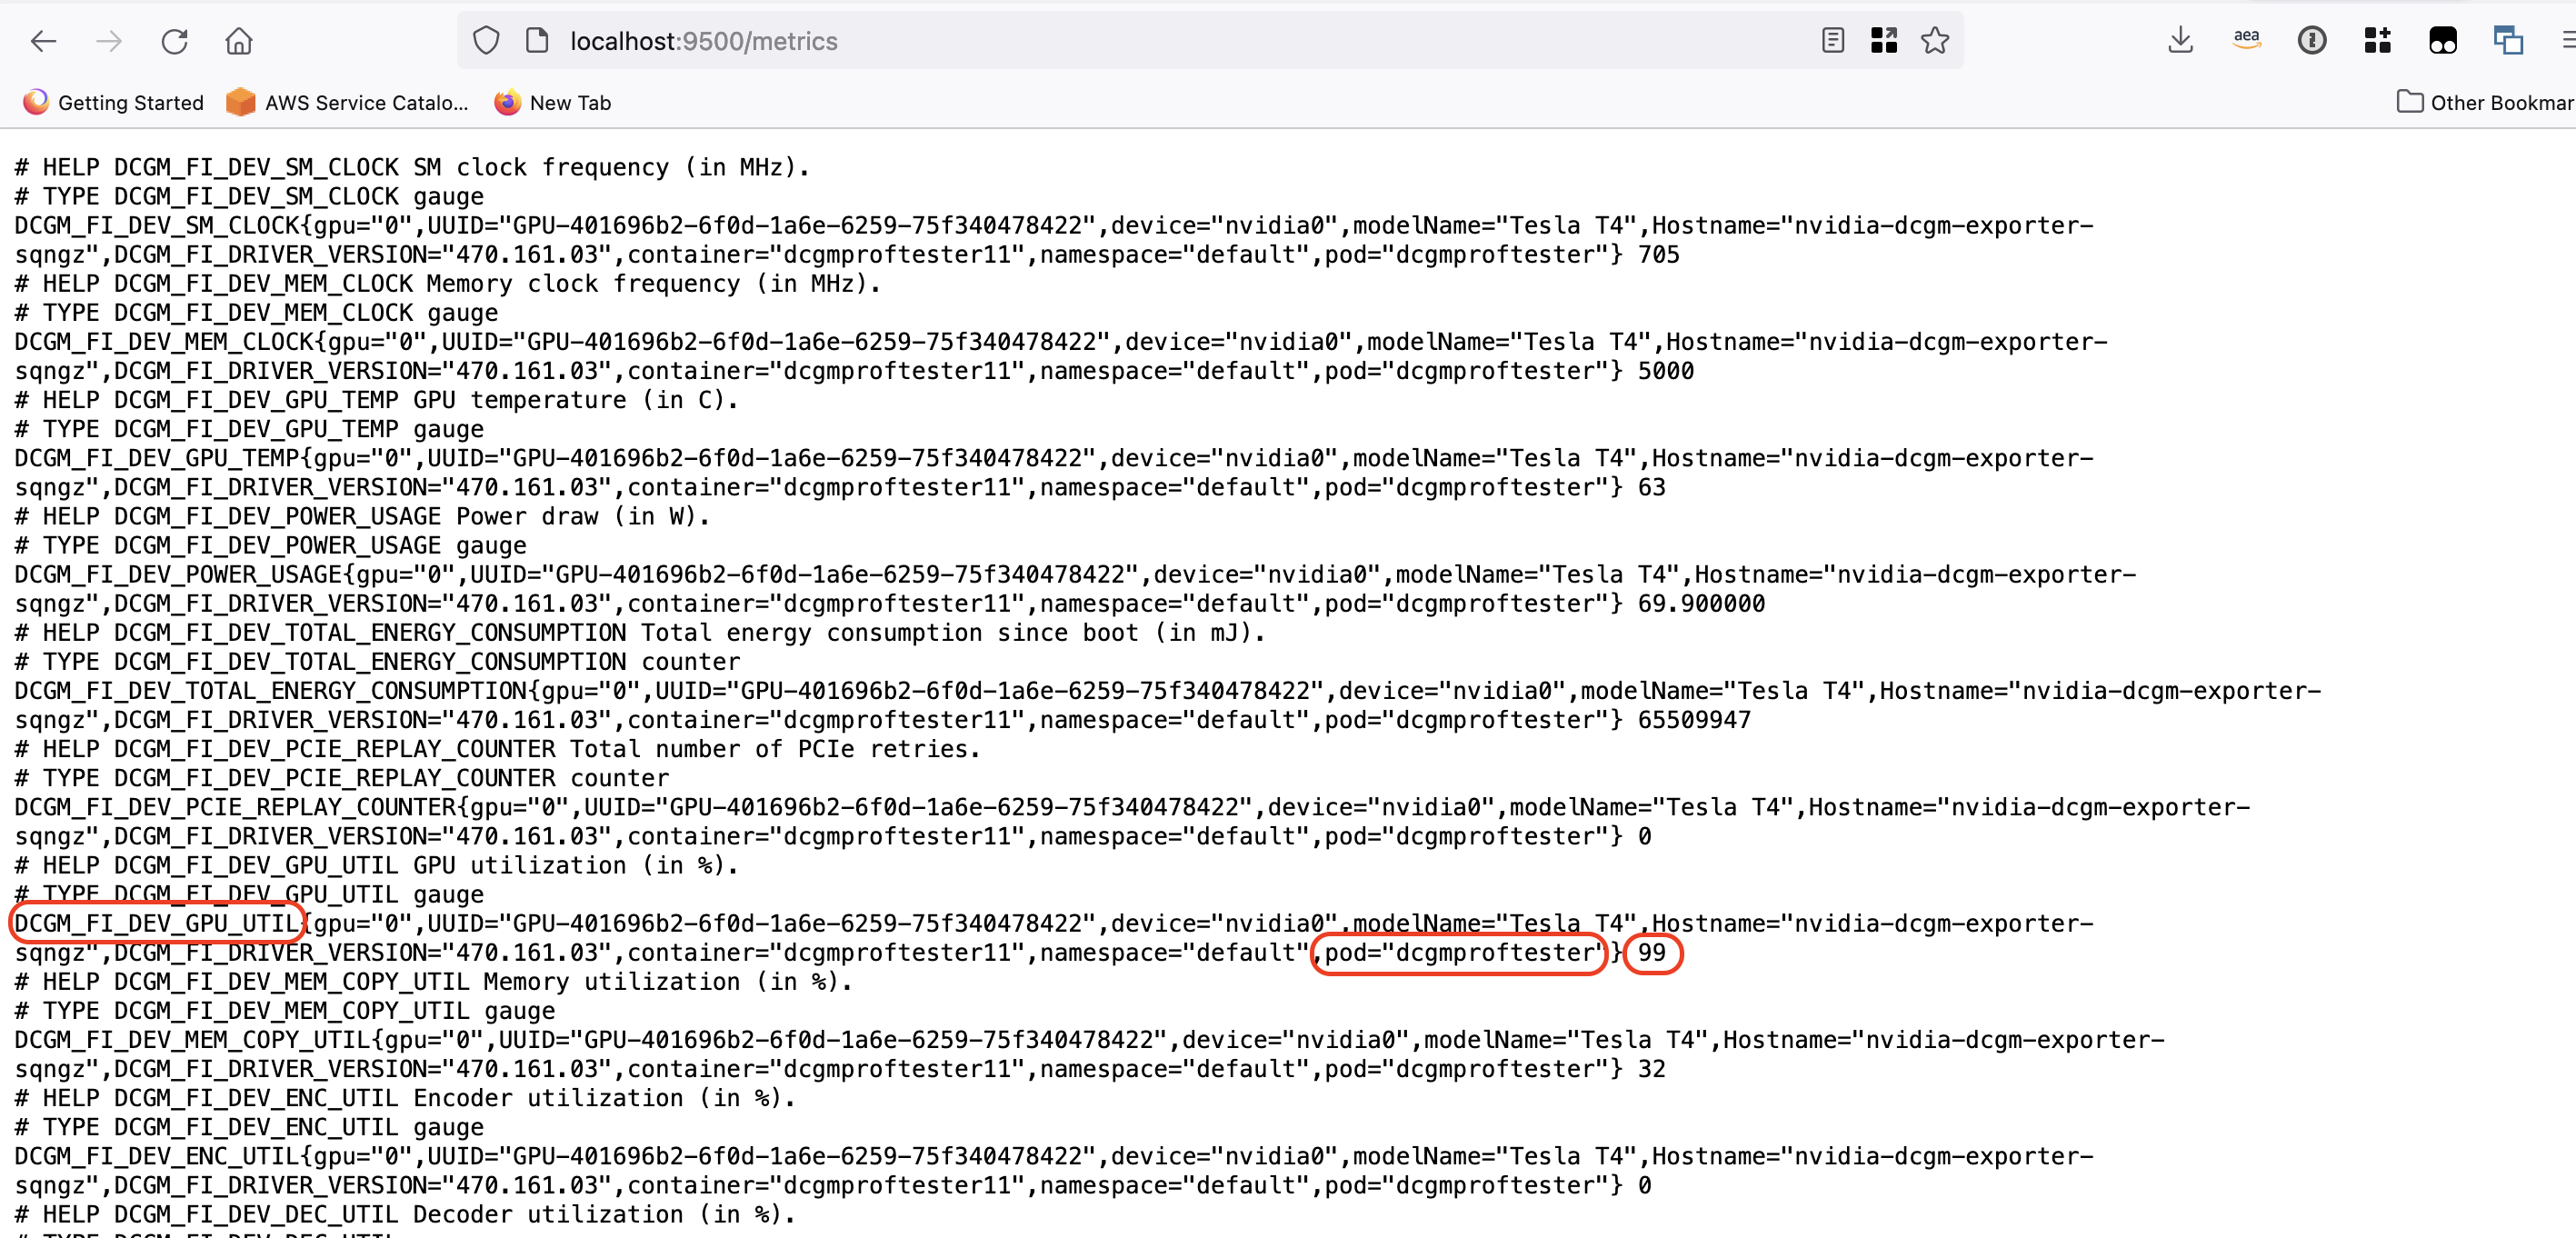 localhost:9500/metrics
aea
Getting Started
AWS Service Catalo...
New Tab
Other Bookmar
# HELP DCGM_FI_DEV_SM_CLOCK SM clock frequency (in MHz).
# TYPE DCGM_FI_DEV_SM_CLOCK gauge
DCGM_FI_DEV_SM_CLOCK{gpu="0",UUID="GPU-401696b2-6f0d-1a6e-6259-75f340478422",device="nvidia0",modelName="Tesla T4",Hostname="nvidia-dcgm-exporter-
sqngz",DCGM_FI_DRIVER_VERSION="470.161.03",container="dcgmproftester11",namespace="default",pod="dcgmproftester"} 705
# HELP DCGM_FI_DEV_MEM_CLOCK Memory clock frequency (in MHz).
# TYPE DCGM_FI_DEV_MEM_CLOCK gauge
DCGM_FI_DEV_MEM_CLOCK{gpu="0",UUID="GPU-401696b2-6f0d-1a6e-6259-75f340478422",device="nvidia0",modelName="Tesla T4",Hostname="nvidia-dcgm-exporter-
sqngz",DCGM_FI_DRIVER_VERSION="470.161.03",container="dcgmproftester11",namespace="default",pod="dcgmproftester"} 5000
# HELP DCGM_FI_DEV_GPU_TEMP GPU temperature (in C).
# TYPE DCGM_FI_DEV_GPU_TEMP gauge
DCGM_FI_DEV_GPU_TEMP{gpu="0",UUID="GPU-401696b2-6f0d-1a6e-6259-75f340478422",device="nvidia0",modelName="Tesla T4",Hostname="nvidia-dcgm-exporter-
sqngz",DCGM_FI_DRIVER_VERSION="470.161.03",container="dcgmproftester11",namespace="default",pod="dcgmproftester"} 63
# HELP DCGM_FI_DEV_POWER_USAGE Power draw (in W).
# TYPE DCGM_FI_DEV_POWER_USAGE gauge
DCGM_FI_DEV_POWER_USAGE{gpu="0",UUID="GPU-401696b2-6f0d-1a6e-6259-75f340478422",device="nvidia0",modelName="Tesla T4",Hostname="nvidia-dcgm-exporter-
sqngz",DCGM_FI_DRIVER_VERSION="470.161.03",container="dcgmproftester11",namespace="default",pod="dcgmproftester"} 69.900000
# HELP DCGM_FI_DEV_TOTAL_ENERGY_CONSUMPTION Total energy consumption since boot (in mJ).
# TYPE DCGM_FI_DEV_TOTAL_ENERGY_CONSUMPTION counter
DCGM_FI_DEV_TOTAL_ENERGY_CONSUMPTION{gpu="0",UUID="GPU-401696b2-6f0d-1a6e-6259-75f340478422",device="nvidia0",modelName="Tesla T4",Hostname="nvidia-dcgm-exporter-
sqngz",DCGM_FI_DRIVER_VERSION="470.161.03",container="dcgmproftester11",namespace="default",pod="dcgmproftester"} 65509947
# HELP DCGM_FI_DEV_PCIE_REPLAY_COUNTER Total number of PCIe retries.
# TYPE DCGM_FI_DEV_PCIE_REPLAY_COUNTER counter
DCGM_FI_DEV_PCIE_REPLAY_COUNTER{gpu="0",UUID="GPU-401696b2-6f0d-1a6e-6259-75f340478422",device="nvidia0",modelName="Tesla T4",Hostname="nvidia-dcgm-exporter-
sqngz",DCGM_FI_DRIVER_VERSION="470.161.03",container="dcgmproftester11",namespace="default",pod="dcgmproftester"} 0
# HELP DCGM_FI_DEV_GPU_UTIL GPU utilization (in %).
# TYPE DCGM_FI_DEV_GPU_UTIL gauge
DCGM_FI_DEV_GPU_UTIL{gpu="0",UUID="GPU-401696b2-6f0d-1a6e-6259-75f340478422",device="nvidia0",modelName="Tesla T4",Hostname="nvidia-dcgm-exporter-
sqngz",DCGM_FI_DRIVER_VERSION="470.161.03",container="dcgmproftester11",namespace="default",pod="dcgmproftester"} 99
# HELP DCGM_FI_DEV_MEM_COPY_UTIL Memory utilization (in %).
# TYPE DCGM_FI_DEV_MEM_COPY_UTIL gauge
DCGM_FI_DEV_MEM_COPY_UTIL{gpu="0",UUID="GPU-401696b2-6f0d-1a6e-6259-75f340478422",device="nvidia0",modelName="Tesla T4",Hostname="nvidia-dcgm-exporter-
sqngz",DCGM_FI_DRIVER_VERSION="470.161.03",container="dcgmproftester11",namespace="default",pod="dcgmproftester"} 32
# HELP DCGM_FI_DEV_ENC_UTIL Encoder utilization (in %).
# TYPE DCGM_FI_DEV_ENC_UTIL gauge
DCGM_FI_DEV_ENC_UTIL{gpu="0",UUID="GPU-401696b2-6f0d-1a6e-6259-75f340478422",device="nvidia0",modelName="Tesla T4",Hostname="nvidia-dcgm-exporter-
sqngz",DCGM_FI_DRIVER_VERSION="470.161.03",container="dcgmproftester11",namespace="default",pod="dcgmproftester"} 0
# HELP DCGM_FI_DEV_DEC_UTIL Decoder utilization (in %).